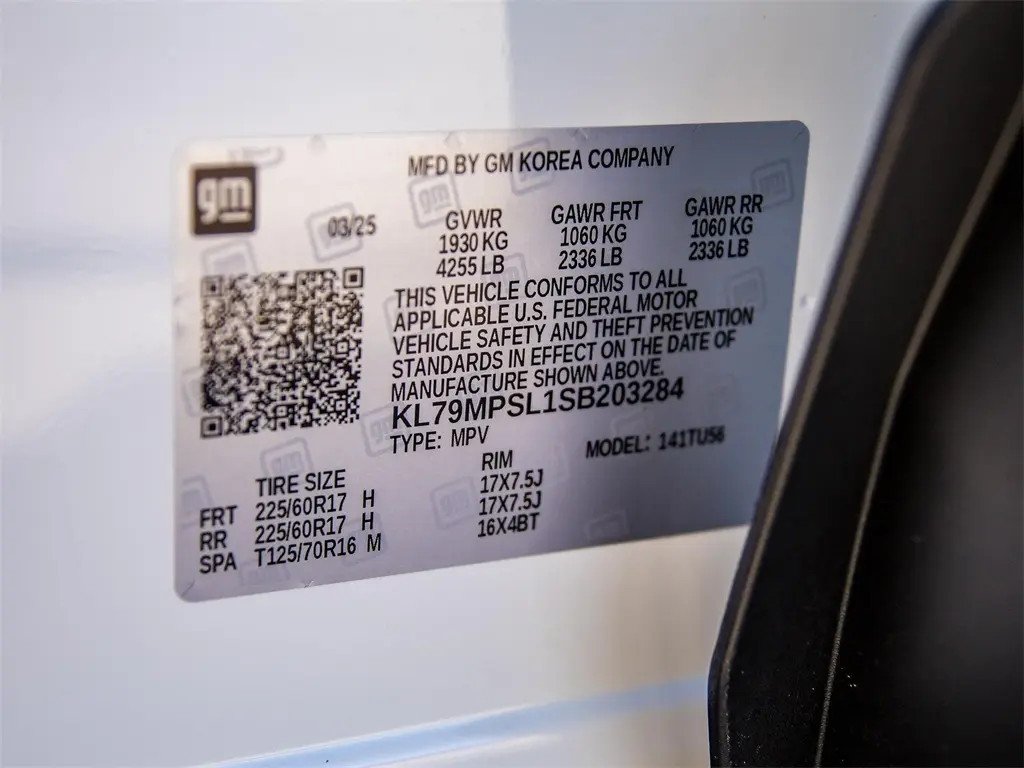 gm
MFD BY GM KOREA COMPANY
03/25
GVWR GAWR FRT GAWR RR
1930 KG 1060 KG 1060 KG
4255 LB 2336 LB 2336 LB
THIS VEHICLE CONFORMS TO ALL
APPLICABLE U.S. FEDERAL MOTOR
VEHICLE SAFETY AND THEFT PREVENTION
STANDARDS IN EFFECT ON THE DATE OF
MANUFACTURE SHOWN ABOVE.
KL79MPSL1SB203284
TYPE: MPV MODEL: 141TU56
TIRE SIZE RIM
FRT 225/60R17 H 17X7.5J
RR 225/60R17 H 17X7.5J
SPA T125/70R16 M 16X4BT